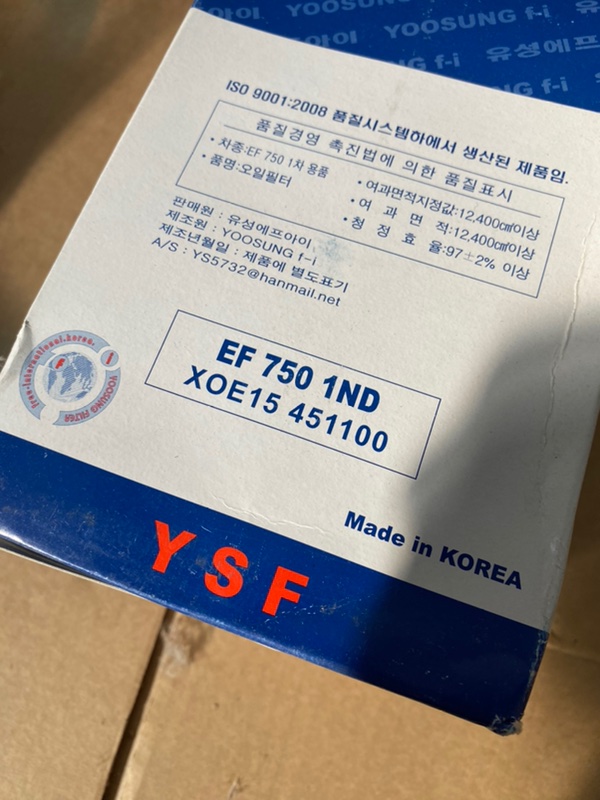 YOOSUNG f-i
YOOSUNG f-i 유성에프
ISO 9001:2008 품질시스템하에서 생산된 제품임.
품질경영 촉진법에 의한 품질표시
• 차종:EF 750 1차 용품
• 품명:오일필터
• 여과면적지정값:12,400㎠이상
• 여 과 면 적:12,400㎠이상
• 청 정 효 율:97±2% 이상
판매원 : 유성에프아이
제조원 : YOOSUNG f-i
제조년월일 : 제품에 별도표기
A/S : YS5732@hanmail.net
EF 750 1ND
XOE15 451100
free-international.korea.
F I
YOOSUNG FILTER
Made in KOREA
YSF